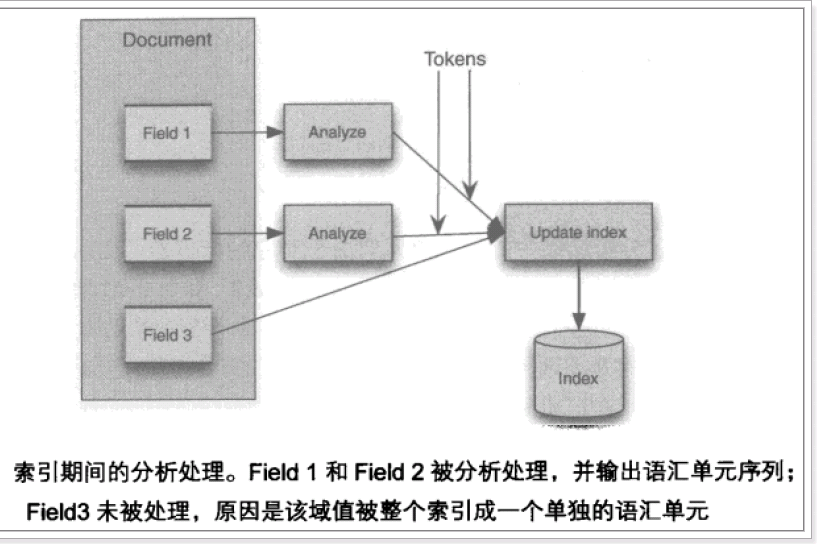 Document
Tokens
Field 1
Analyze
Field 2
Analyze
Update index
Field 3
Index
索引期间的分析处理。Field 1 和 Field 2 被分析处理，并输出语汇单元序列；
Field3 未被处理，原因是该域值被整个索引成一个单独的语汇单元